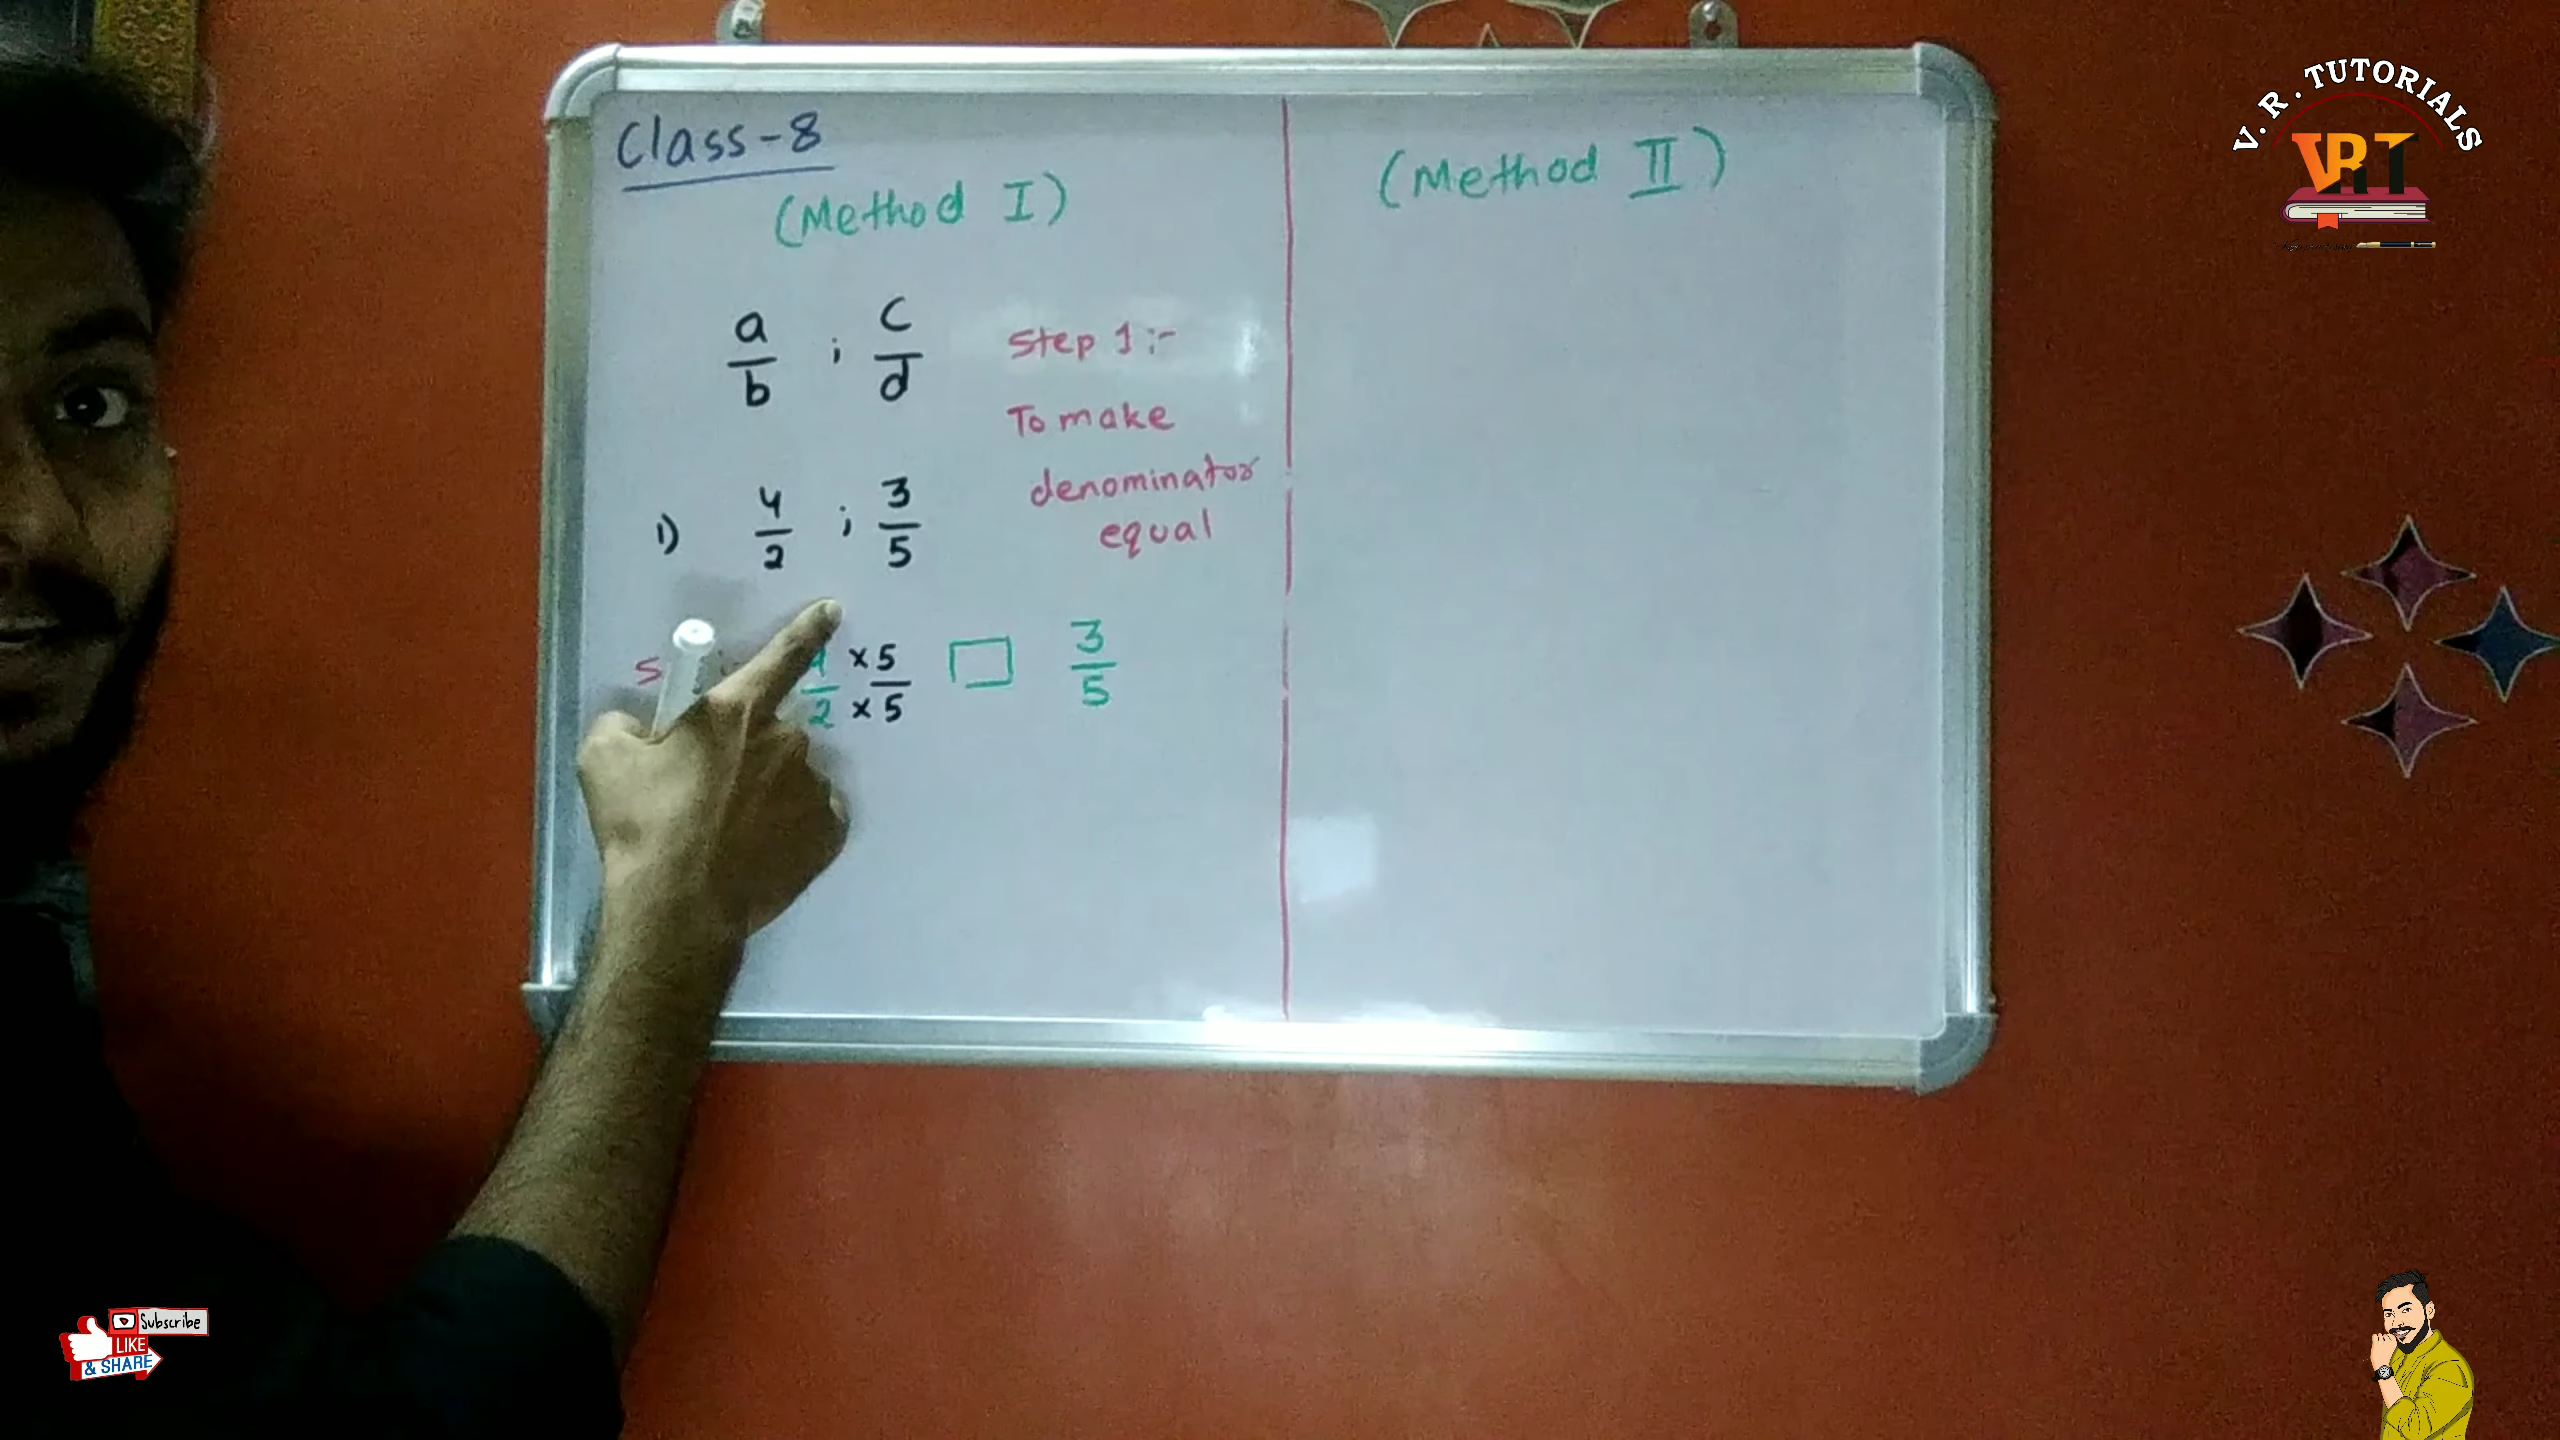 Class-8
(Method I)
a/b ; c/d
Step 1 :-
To make
denominator
equal
1) 4/2 ; 3/5
S 4/2 ×5/×5 □ 3/5
(Method II)
V. R. TUTORIALS
VRT
Subscribe
LIKE
& SHARE